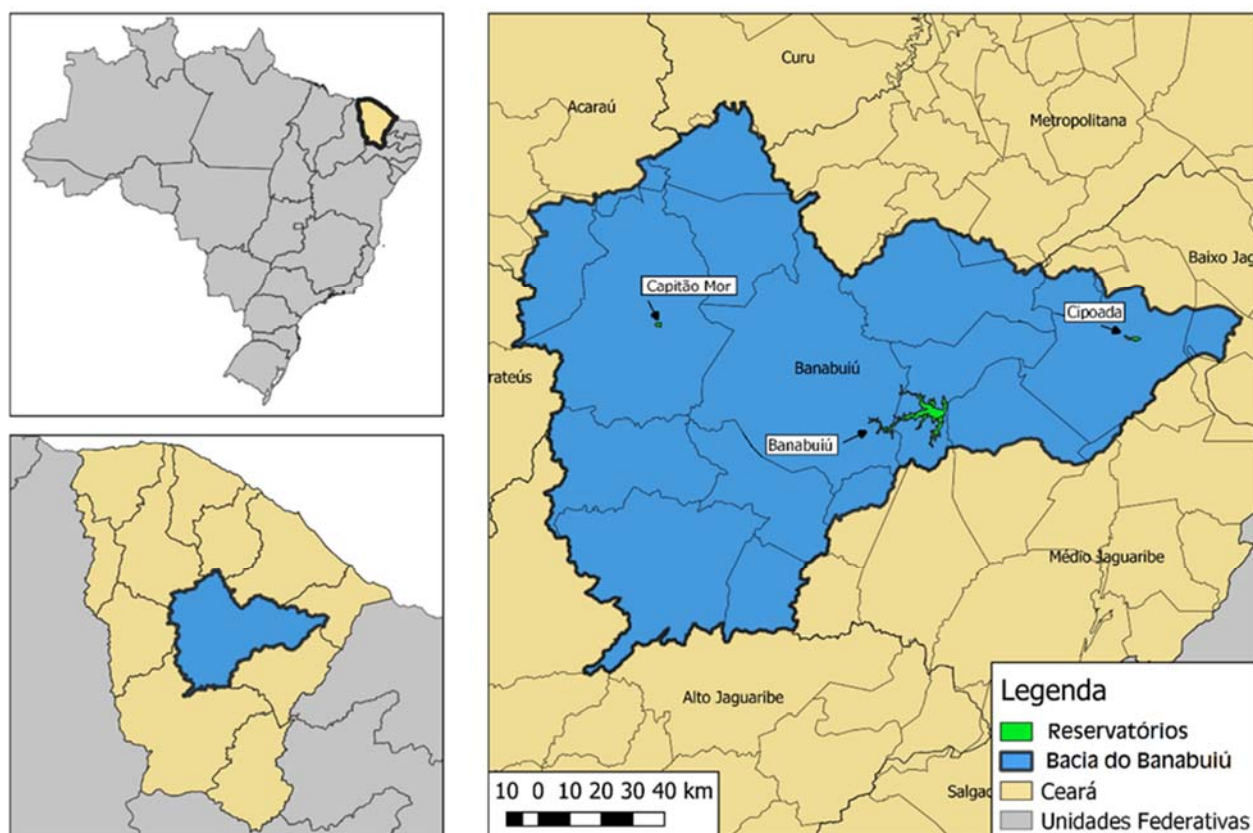 Curu
Acaraú
Metropolitana
Baixo Jag
Capitão Mor
Cipoada
rateús
Banabuiú
Banabuiú
Médio Jaguaribe
Alto Jaguaribe
Salgad
Legenda
Reservatórios
Bacia do Banabuiú
Ceará
Unidades Federativas
10 0 10 20 30 40 km